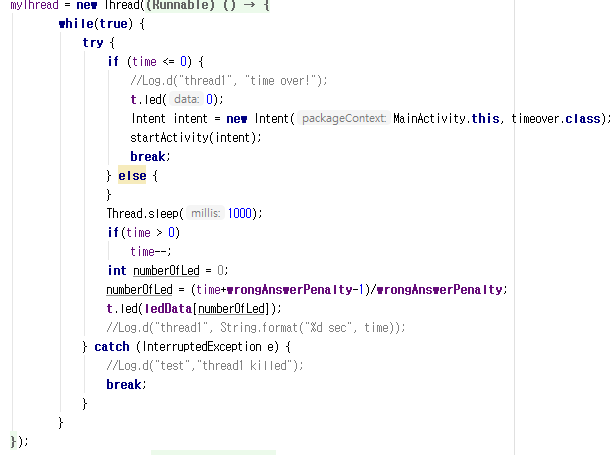 myThread = new Thread((Runnable) () → {
while(true) {
try {
if (time <= 0) {
//Log.d("thread1", "time over!");
t.led( data: 0);
Intent intent = new Intent( packageContext: MainActivity.this, timeover.class);
startActivity(intent);
break;
} else {
}
Thread.sleep( millis: 1000);
if(time > 0)
time--;
int numberOfLed = 0;
numberOfLed = (time+wrongAnswerPenalty-1)/wrongAnswerPenalty;
t.led(ledData[numberOfLed]);
//Log.d("thread1", String.format("%d sec", time));
} catch (InterruptedException e) {
//Log.d("test","thread1 killed");
break;
}
}
});